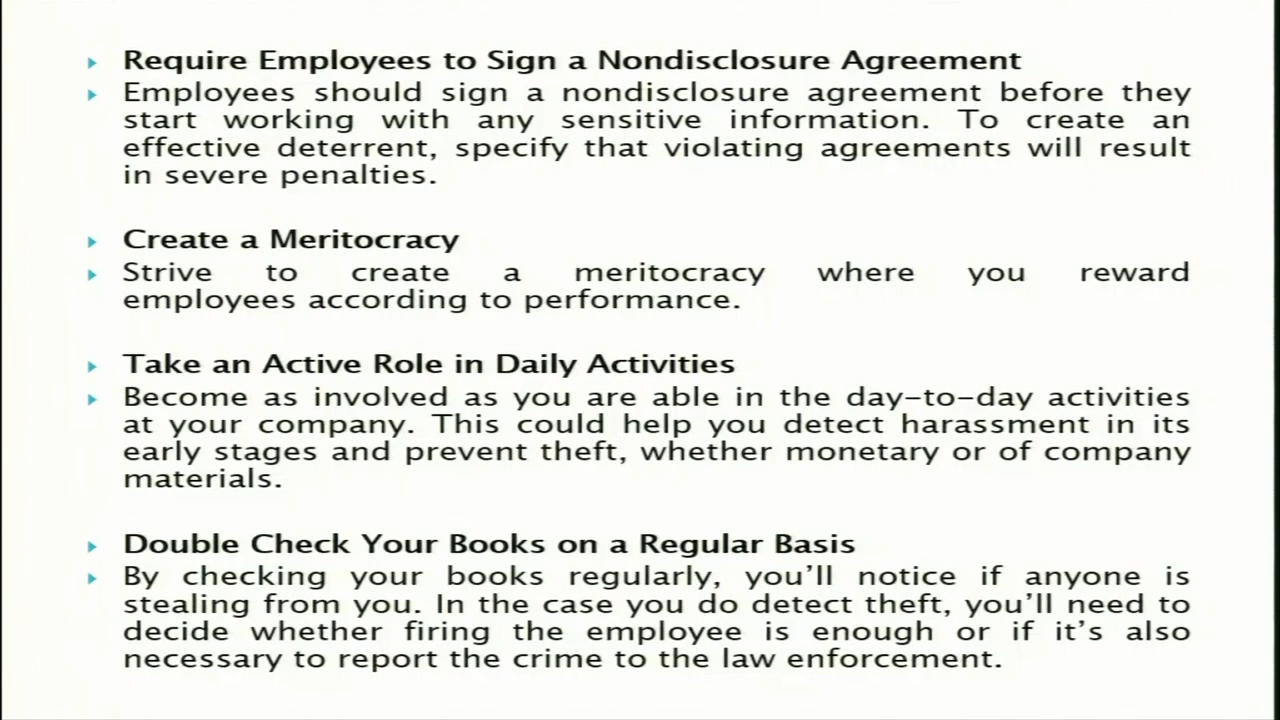 Require Employees to Sign a Nondisclosure Agreement
Employees should sign a nondisclosure agreement before they
start working with any sensitive information. To create an
effective deterrent, specify that violating agreements will result
in severe penalties.
Create a Meritocracy
Strive to create a meritocracy where you reward
employees according to performance.
Take an Active Role in Daily Activities
Become as involved as you are able in the day–to–day activities
at your company. This could help you detect harassment in its
early stages and prevent theft, whether monetary or of company
materials.
Double Check Your Books on a Regular Basis
By checking your books regularly, you’ll notice if anyone is
stealing from you. In the case you do detect theft, you’ll need to
decide whether firing the employee is enough or if it’s also
necessary to report the crime to the law enforcement.